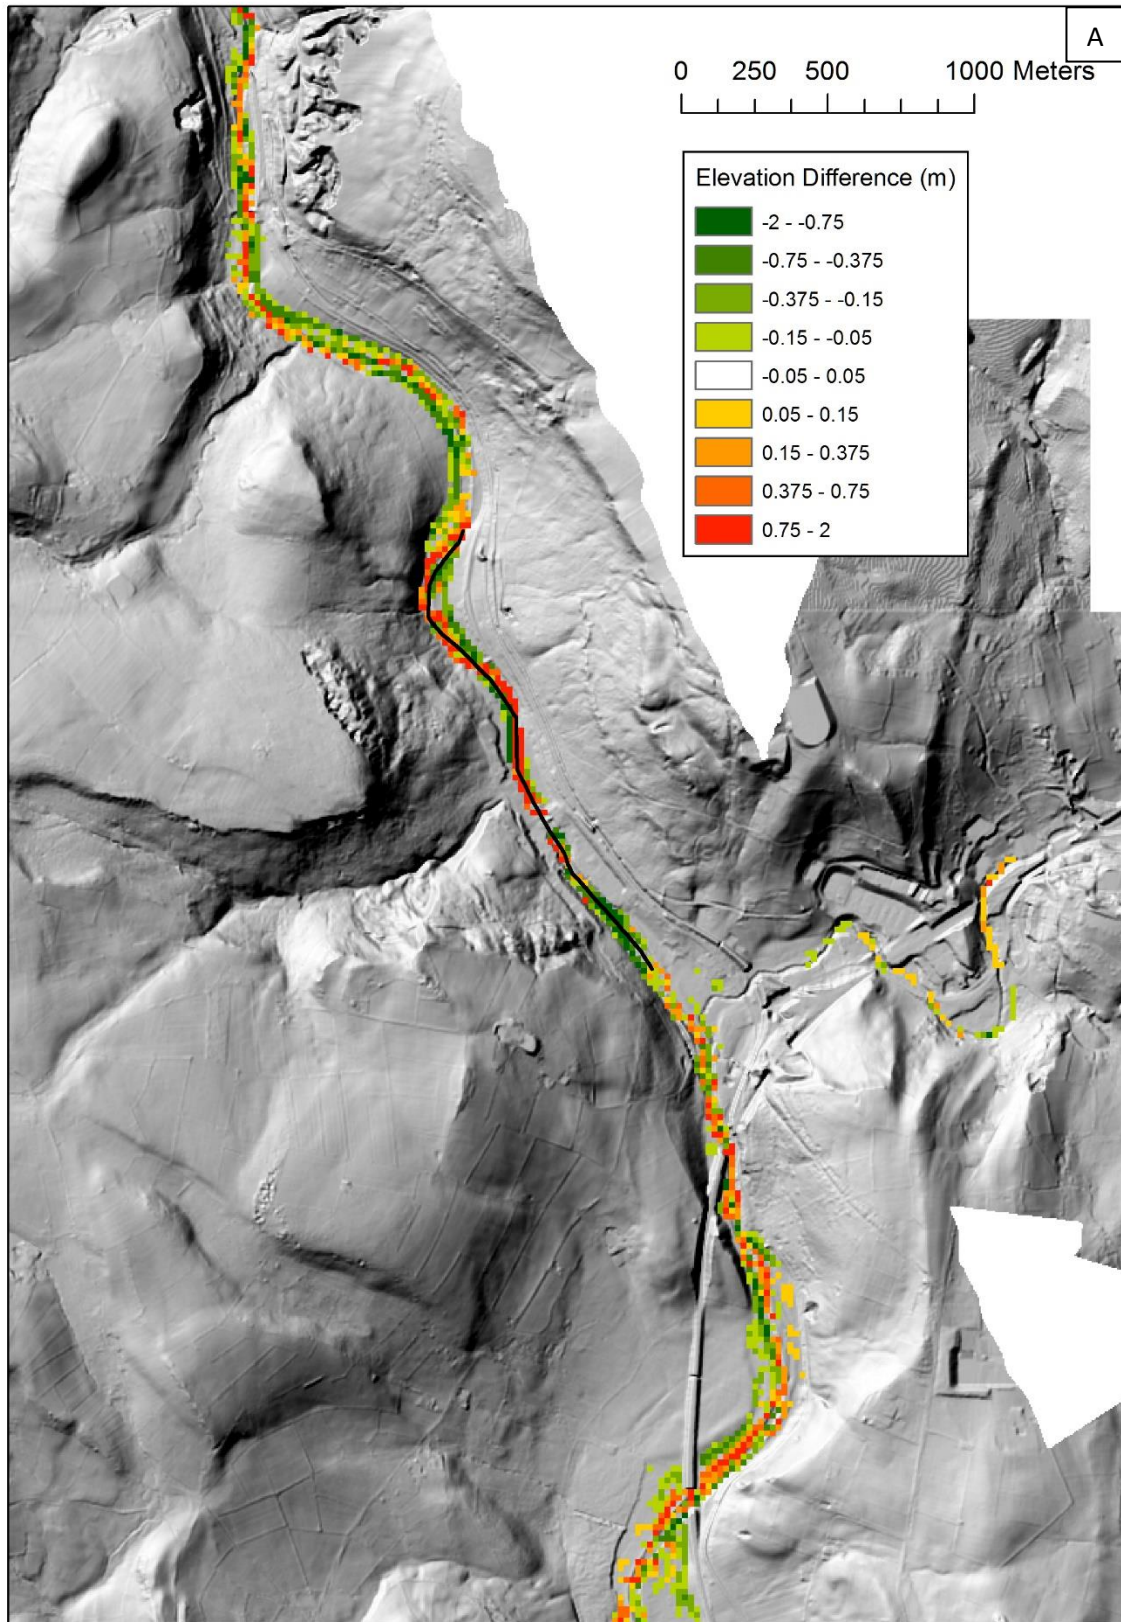 A
0 250 500 1000 Meters
Elevation Difference (m)
-2 - -0.75
-0.75 - -0.375
-0.375 - -0.15
-0.15 - -0.05
-0.05 - 0.05
0.05 - 0.15
0.15 - 0.375
0.375 - 0.75
0.75 - 2